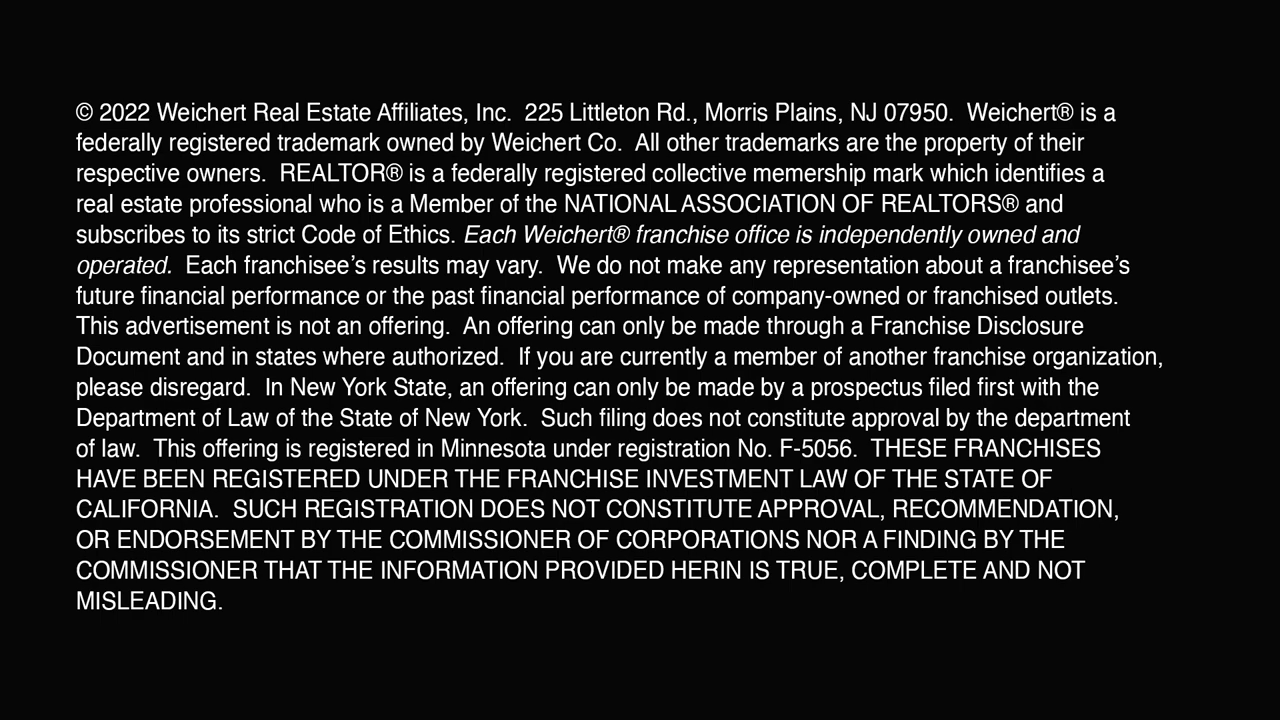 © 2022 Weichert Real Estate Affiliates, Inc.  225 Littleton Rd., Morris Plains, NJ 07950.  Weichert® is a
federally registered trademark owned by Weichert Co.  All other trademarks are the property of their
respective owners.  REALTOR® is a federally registered collective memership mark which identifies a
real estate professional who is a Member of the NATIONAL ASSOCIATION OF REALTORS® and
subscribes to its strict Code of Ethics. Each Weichert® franchise office is independently owned and
operated.  Each franchisee’s results may vary.  We do not make any representation about a franchisee’s
future financial performance or the past financial performance of company-owned or franchised outlets.
This advertisement is not an offering.  An offering can only be made through a Franchise Disclosure
Document and in states where authorized.  If you are currently a member of another franchise organization,
please disregard.  In New York State, an offering can only be made by a prospectus filed first with the
Department of Law of the State of New York.  Such filing does not constitute approval by the department
of law.  This offering is registered in Minnesota under registration No. F-5056.  THESE FRANCHISES
HAVE BEEN REGISTERED UNDER THE FRANCHISE INVESTMENT LAW OF THE STATE OF
CALIFORNIA.  SUCH REGISTRATION DOES NOT CONSTITUTE APPROVAL, RECOMMENDATION,
OR ENDORSEMENT BY THE COMMISSIONER OF CORPORATIONS NOR A FINDING BY THE
COMMISSIONER THAT THE INFORMATION PROVIDED HERIN IS TRUE, COMPLETE AND NOT
MISLEADING.